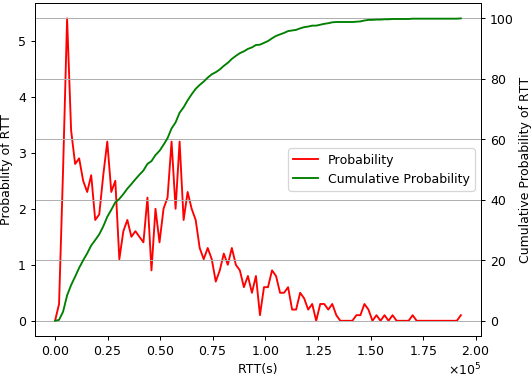 Probability of RTT
5
4
3
2
1
0
100
80
60
40
20
0
Cumulative Probability of RTT
Probability
Cumulative Probability
0.00 0.25 0.50 0.75 1.00 1.25 1.50 1.75 2.00
RTT(s)
×10⁵